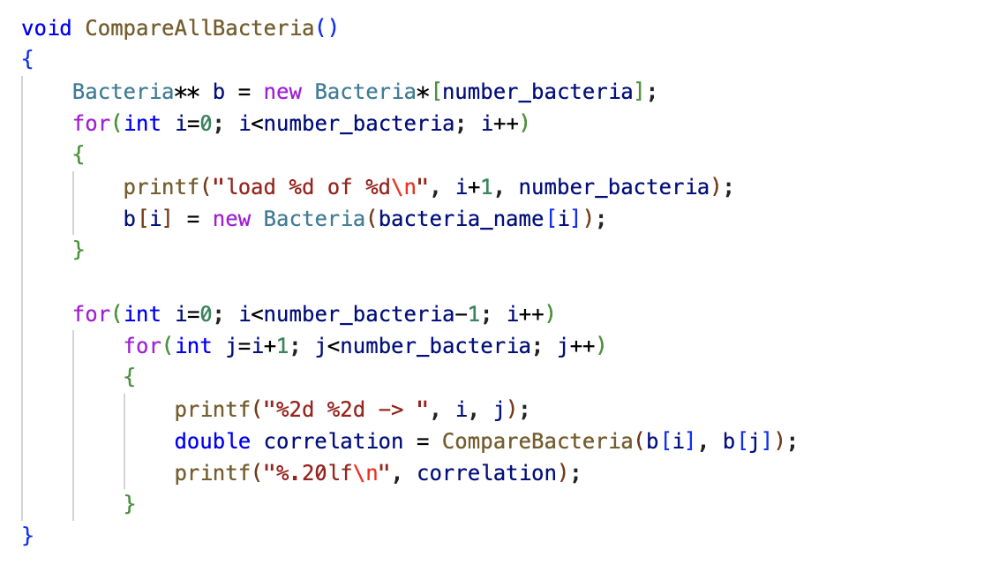 void CompareAllBacteria()
{
    Bacteria** b = new Bacteria*[number_bacteria];
    for(int i=0; i<number_bacteria; i++)
    {
        printf("load %d of %d\n", i+1, number_bacteria);
        b[i] = new Bacteria(bacteria_name[i]);
    }

    for(int i=0; i<number_bacteria-1; i++)
        for(int j=i+1; j<number_bacteria; j++)
        {
            printf("%2d %2d -> ", i, j);
            double correlation = CompareBacteria(b[i], b[j]);
            printf("%.20lf\n", correlation);
        }
}